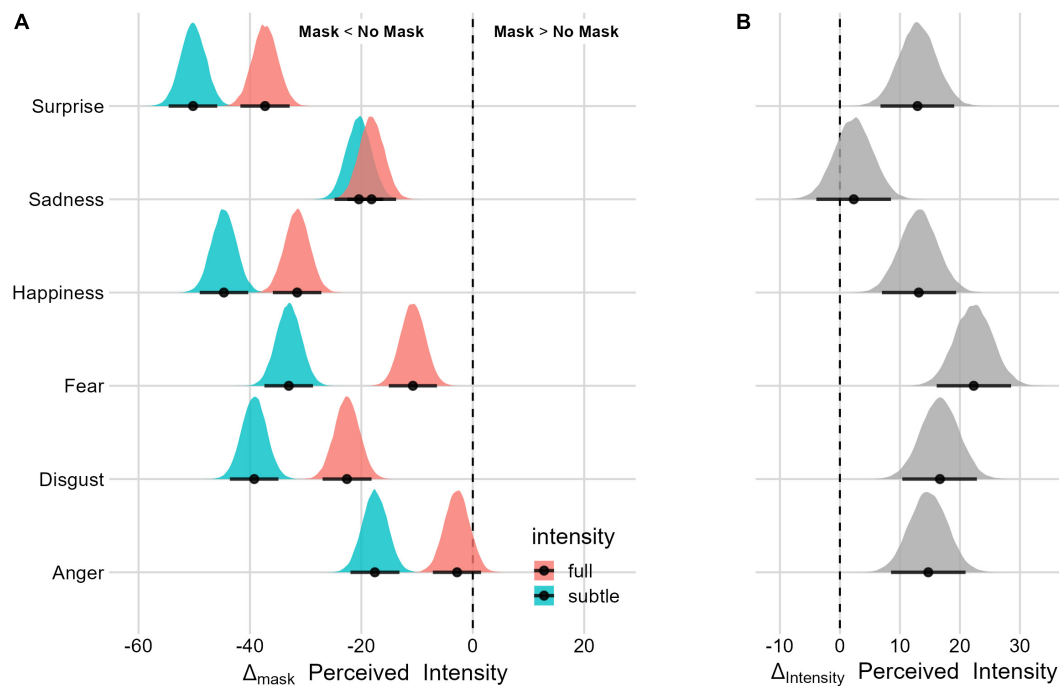 A
B
Mask < No Mask
Mask > No Mask
Surprise
Sadness
Happiness
Fear
Disgust
Anger
intensity
full
subtle
-60
-40
-20
0
20
-10
0
10
20
30
Δmask Perceived Intensity
ΔIntensity Perceived Intensity